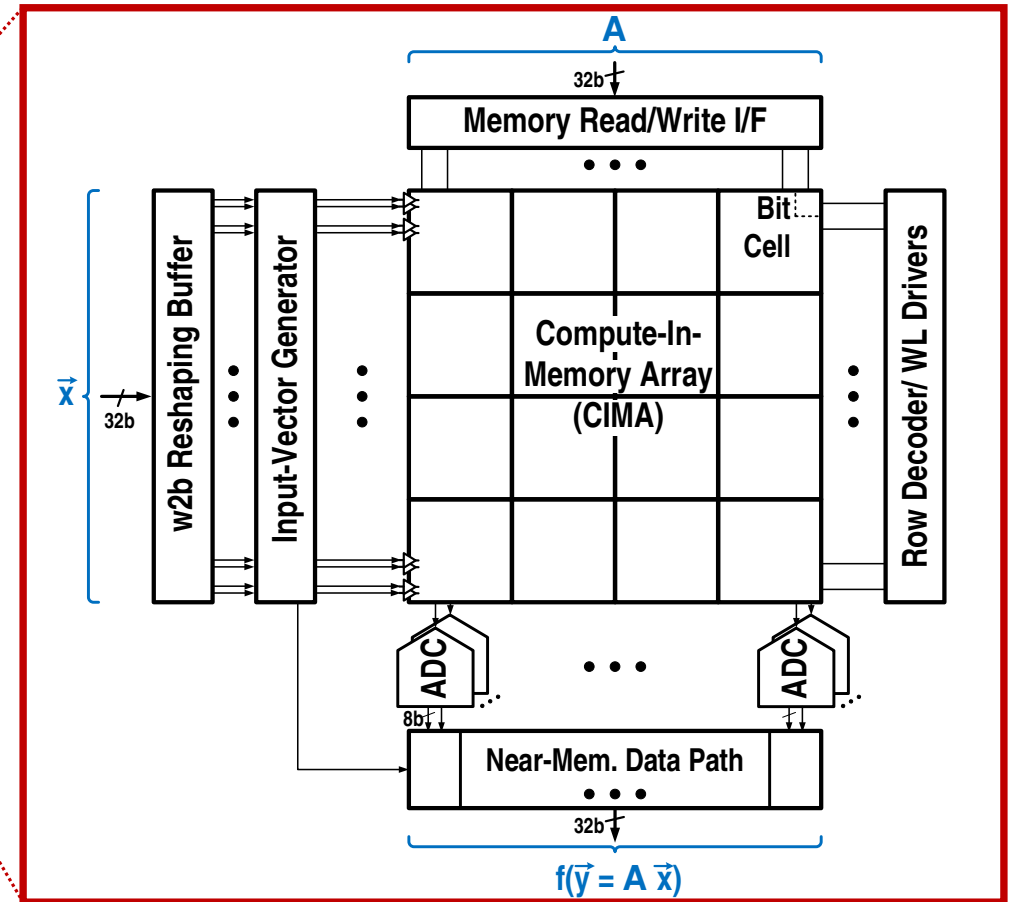 A
32b
Memory Read/Write I/F
Bit
Cell
w2b Reshaping Buffer
Input-Vector Generator
Compute-In-
Memory Array
(CIMA)
Row Decoder/ WL Drivers
x⃗
32b
ADC
ADC
8b
Near-Mem. Data Path
32b
f(y⃗ = A x⃗)